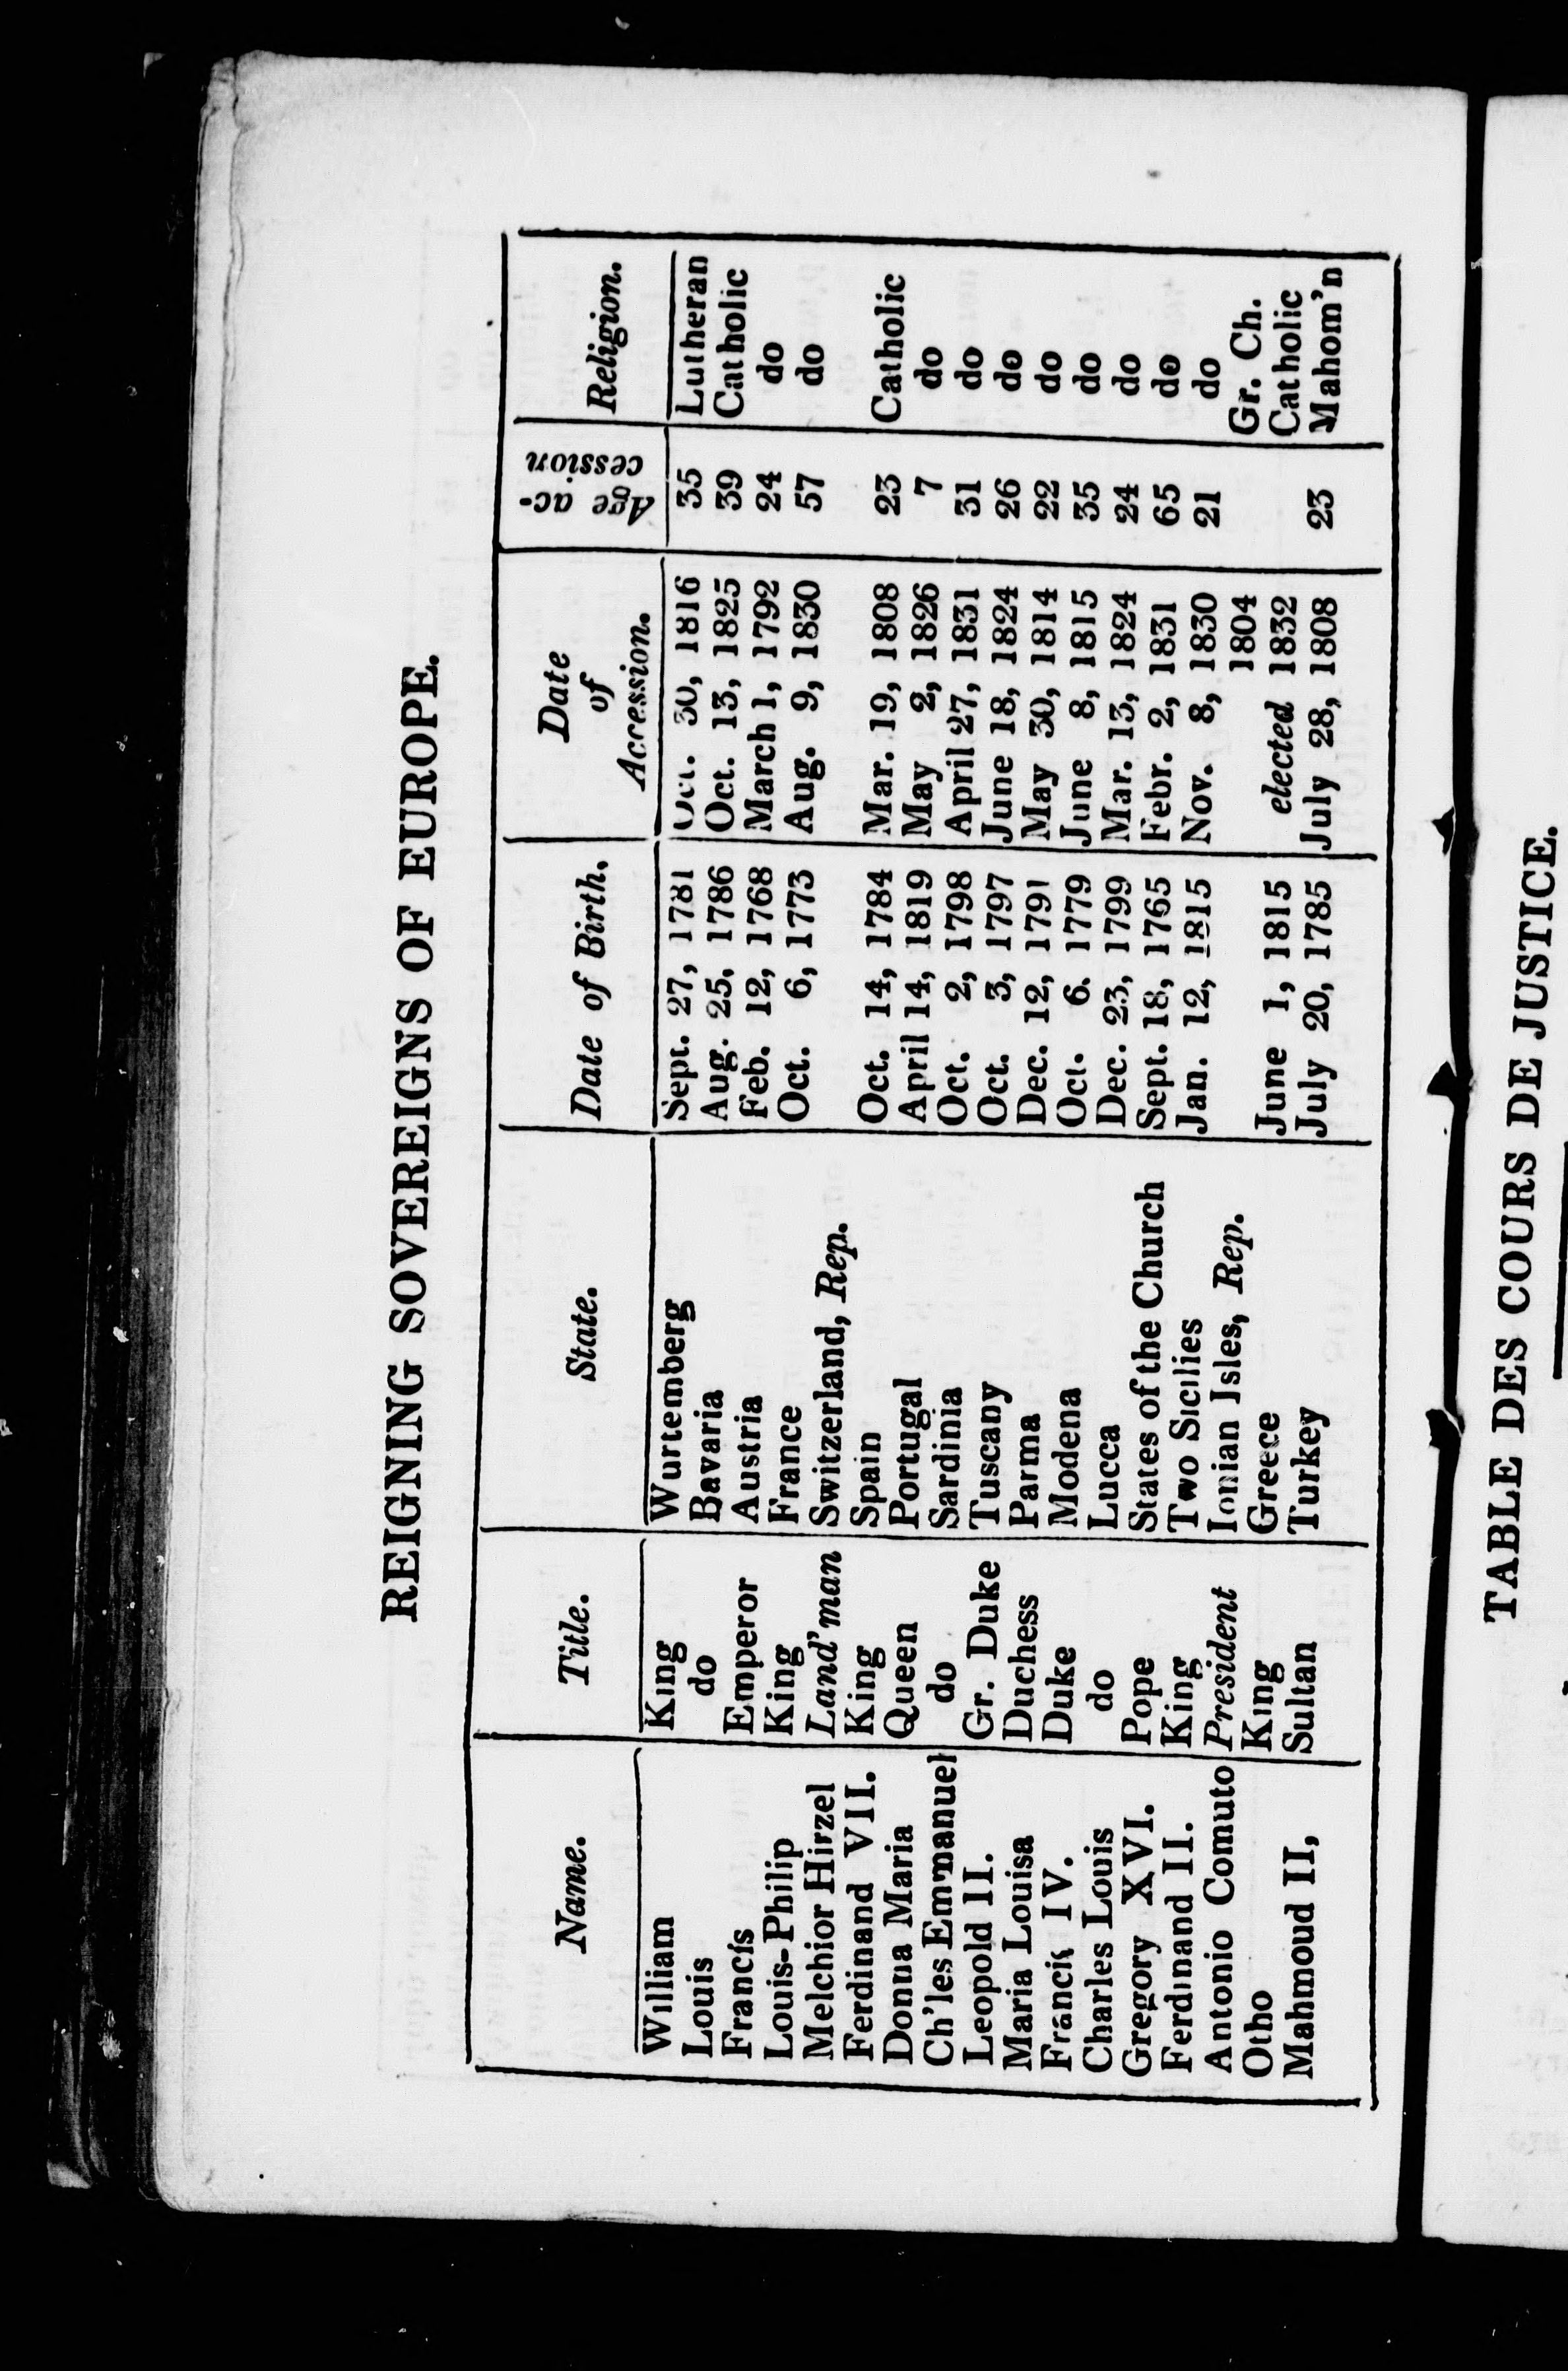 REIGNING SOVEREIGNS OF EUROPE.
Name. Title. State. Date of Birth. Date of Accession. Age ac-cession Religion.
William King Wurtemberg Sept. 27, 1781 Oct. 30, 1816 35 Lutheran
Louis do Bavaria Aug. 25, 1786 Oct. 13, 1825 39 Catholic
Francis Emperor Austria Feb. 12, 1768 March 1, 1792 24 do
Louis-Philip King France Oct. 6, 1773 Aug. 9, 1830 57 do
Melchior Hirzel Land'man Switzerland, Rep.
Ferdinand VII. King Spain Oct. 14, 1784 Mar. 19, 1808 23 Catholic
Donna Maria Queen Portugal April 14, 1819 May 2, 1826 7 do
Ch'les Emmanuel do Sardinia Oct. 2, 1798 April 27, 1831 31 do
Leopold II. Gr. Duke Tuscany Oct. 3, 1797 June 18, 1824 26 do
Maria Louisa Duchess Parma Dec. 12, 1791 May 30, 1814 22 do
Francis IV. Duke Modena Oct. 6. 1779 June 8, 1815 35 do
Charles Louis do Lucca Dec. 23, 1799 Mar. 13, 1824 24 do
Gregory XVI. Pope States of the Church Sept. 18, 1765 Febr. 2, 1831 65 do
Ferdinand II. King Two Sicilies Jan. 12, 1815 Nov. 8, 1830 21 do
Antonio Comuto President Ionian Isles, Rep. 1804 Gr. Ch.
Otho King Greece June 1, 1815 elected 1832 Catholic
Mahmoud II, Sultan Turkey July 20, 1785 July 28, 1808 23 Mahom'n
TABLE DES COURS DE JUSTICE.